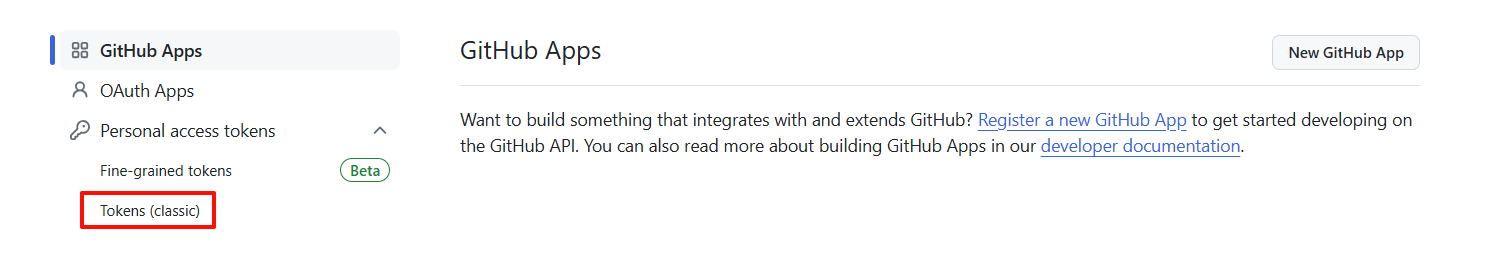 GitHub Apps
OAuth Apps
Personal access tokens
Fine-grained tokens
Beta
Tokens (classic)
GitHub Apps
New GitHub App
Want to build something that integrates with and extends GitHub? Register a new GitHub App to get started developing on
the GitHub API. You can also read more about building GitHub Apps in our developer documentation.